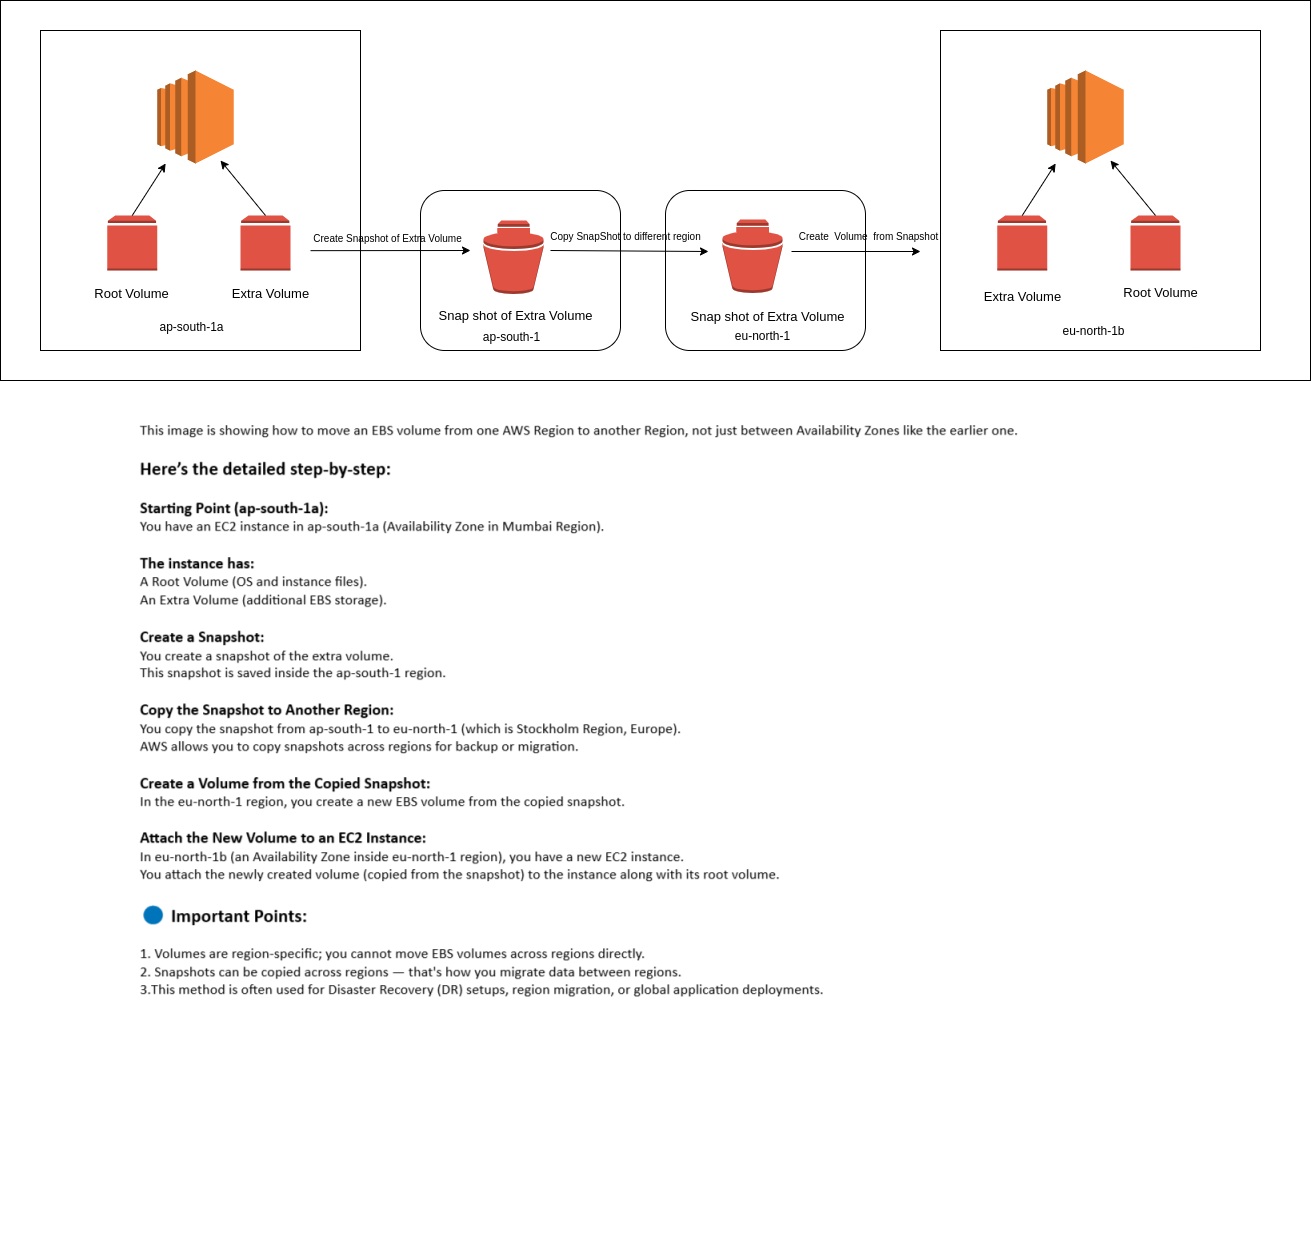 Create Snapshot of Extra Volume
Copy SnapShot to different region
Create Volume from Snapshot
Root Volume
Extra Volume
ap-south-1a
Snap shot of Extra Volume
ap-south-1
Snap shot of Extra Volume
eu-north-1
Extra Volume
Root Volume
eu-north-1b
This image is showing how to move an EBS volume from one AWS Region to another Region, not just between Availability Zones like the earlier one.
Here’s the detailed step-by-step:
Starting Point (ap-south-1a):
You have an EC2 instance in ap-south-1a (Availability Zone in Mumbai Region).
The instance has:
A Root Volume (OS and instance files).
An Extra Volume (additional EBS storage).
Create a Snapshot:
You create a snapshot of the extra volume.
This snapshot is saved inside the ap-south-1 region.
Copy the Snapshot to Another Region:
You copy the snapshot from ap-south-1 to eu-north-1 (which is Stockholm Region, Europe).
AWS allows you to copy snapshots across regions for backup or migration.
Create a Volume from the Copied Snapshot:
In the eu-north-1 region, you create a new EBS volume from the copied snapshot.
Attach the New Volume to an EC2 Instance:
In eu-north-1b (an Availability Zone inside eu-north-1 region), you have a new EC2 instance.
You attach the newly created volume (copied from the snapshot) to the instance along with its root volume.
Important Points:
1. Volumes are region-specific; you cannot move EBS volumes across regions directly.
2. Snapshots can be copied across regions — that's how you migrate data between regions.
3.This method is often used for Disaster Recovery (DR) setups, region migration, or global application deployments.